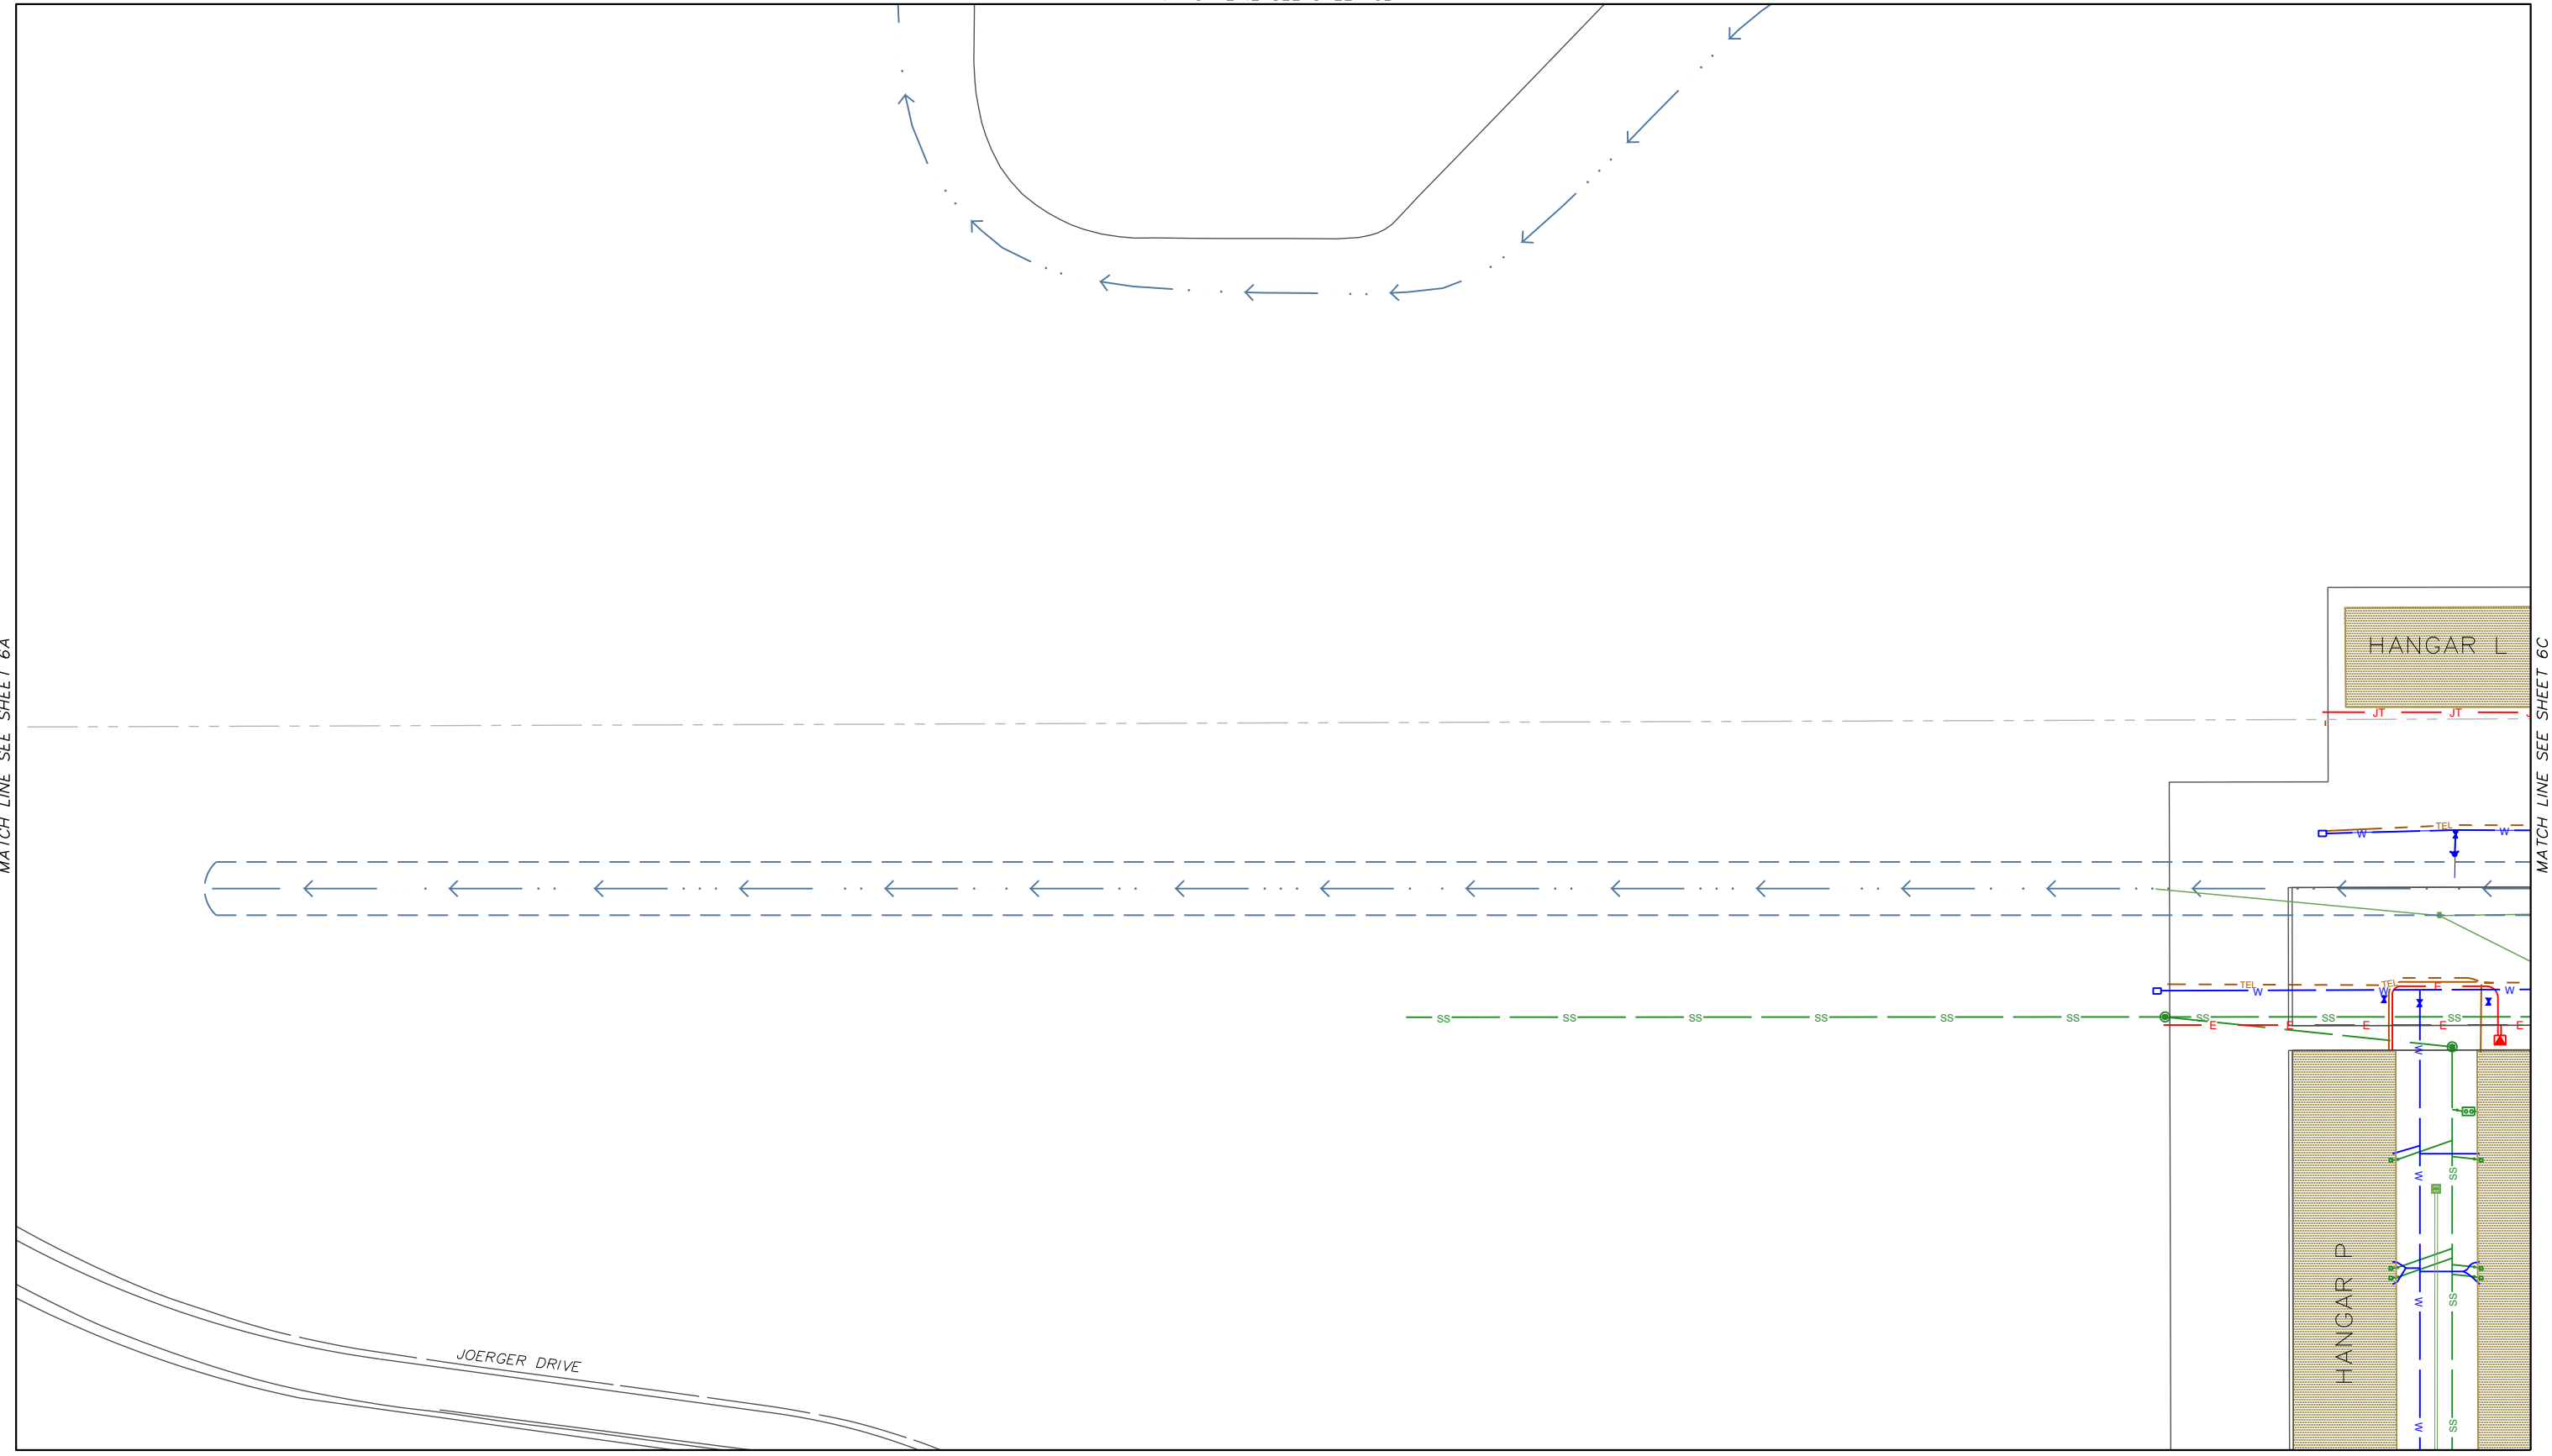 MATCH LINE SEE SHEET 6A
MATCH LINE SEE SHEET 6C
HANGAR L
JT JT
TEL
W W
TEL TEL E
W W W
SS SS SS SS SS SS SS SS SS
E E E E E
W
W SS
W SS
W SS
HANGAR P
JOERGER DRIVE